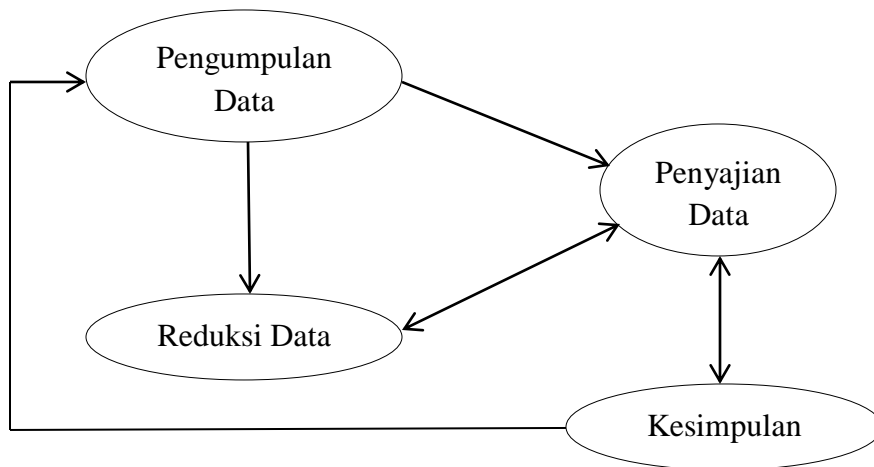 Pengumpulan
Data
Penyajian
Data
Reduksi Data
Kesimpulan